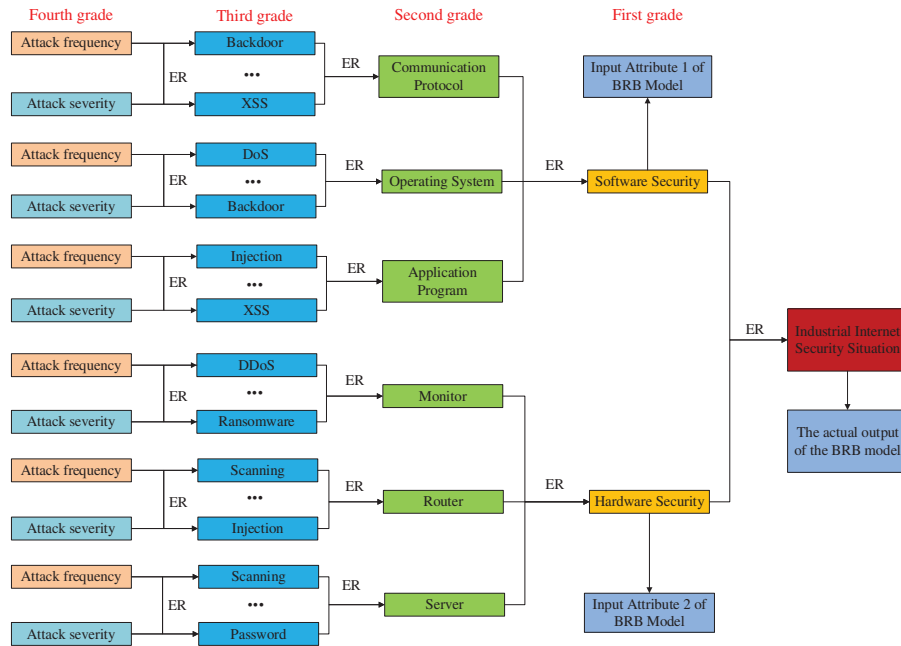 Fourth grade
Third grade
Second grade
First grade
Attack frequency
ER
Attack severity
Backdoor
...
XSS
ER
Communication
Protocol
Attack frequency
ER
Attack severity
DoS
...
Backdoor
ER
Operating System
Attack frequency
ER
Attack severity
Injection
...
XSS
ER
Application
Program
ER
Input Attribute 1 of
BRB Model
Software Security
Attack frequency
ER
Attack severity
DDoS
...
Ransomware
ER
Monitor
Attack frequency
ER
Attack severity
Scanning
...
Injection
ER
Router
Attack frequency
ER
Attack severity
Scanning
...
Password
ER
Server
ER
Hardware Security
Input Attribute 2 of
BRB Model
ER
Industrial Internet
Security Situation
The actual output
of the BRB model